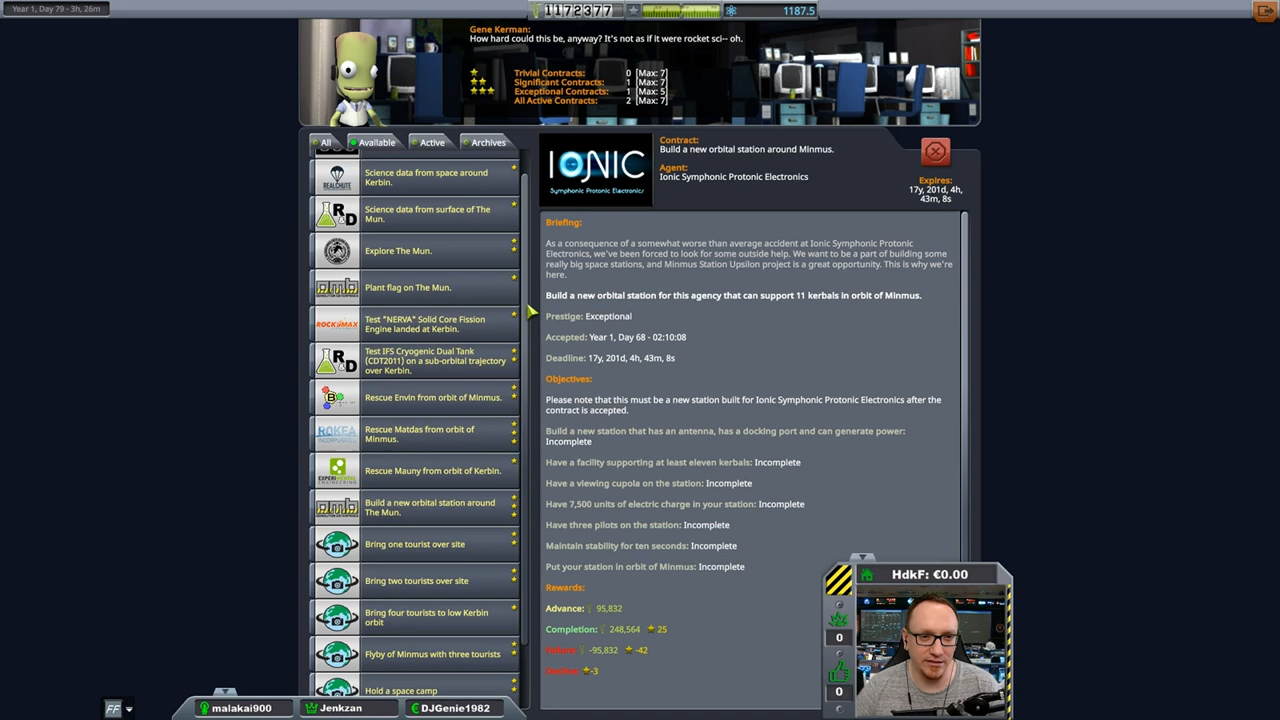 Year 1, Day 79 - 3h, 26m
1172377
1187.5
Gene Kerman:
How hard could this be, anyway? It's not as if it were rocket sci-- oh.
Trivial Contracts: 0 [Max: 7]
Significant Contracts: 1 [Max: 7]
Exceptional Contracts: 1 [Max: 5]
All Active Contracts: 2 [Max: 7]
All
Available
Active
Archives
REALCHUTE
Science data from space around
Kerbin.
R&D
Science data from surface of The
Mun.
Explore The Mun.
Plant flag on The Mun.
ROCKOMAX
Test "NERVA" Solid Core Fission
Engine landed at Kerbin.
R&D
Test IFS Cryogenic Dual Tank
(CDT2011) on a sub-orbital trajectory
over Kerbin.
Rescue Envin from orbit of Minmus.
ROKEA
Rescue Matdas from orbit of
Minmus.
EXPERIMENTAL
ENGINEERING
Rescue Mauny from orbit of Kerbin.
Build a new orbital station around
The Mun.
Bring one tourist over site
Bring two tourists over site
Bring four tourists to low Kerbin
orbit
Flyby of Minmus with three tourists
Hold a space camp
IONIC
Symphonic Protonic Electronics
Contract:
Build a new orbital station around Minmus.
Agent:
Ionic Symphonic Protonic Electronics
Expires:
17y, 201d, 4h,
43m, 8s
Briefing:
As a consequence of a somewhat worse than average accident at Ionic Symphonic Protonic
Electronics, we've been forced to look for some outside help. We want to be a part of building some
really big space stations, and Minmus Station Upsilon project is a great opportunity. This is why we're
here.
Build a new orbital station for this agency that can support 11 kerbals in orbit of Minmus.
Prestige: Exceptional
Accepted: Year 1, Day 68 - 02:10:08
Deadline: 17y, 201d, 4h, 43m, 8s
Objectives:
Please note that this must be a new station built for Ionic Symphonic Protonic Electronics after the
contract is accepted.
Build a new station that has an antenna, has a docking port and can generate power:
Incomplete
Have a facility supporting at least eleven kerbals: Incomplete
Have a viewing cupola on the station: Incomplete
Have 7,500 units of electric charge in your station: Incomplete
Have three pilots on the station: Incomplete
Maintain stability for ten seconds: Incomplete
Put your station in orbit of Minmus: Incomplete
Rewards:
Advance: 95,832
Completion: 248,564 25
Failure: -95,832 -42
Decline: -3
HdkF: €0.00
0
0
FF
malakai900
Jenkzan
DJGenie1982